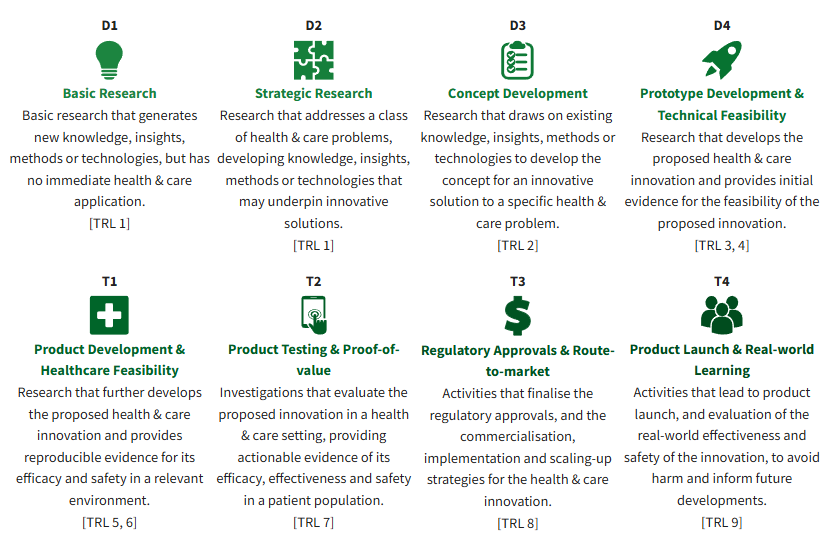 D1
Basic Research
Basic research that generates
new knowledge, insights,
methods or technologies, but has
no immediate health & care
application.
[TRL 1]
D2
Strategic Research
Research that addresses a class
of health & care problems,
developing knowledge, insights,
methods or technologies that
may underpin innovative
solutions.
[TRL 1]
D3
Concept Development
Research that draws on existing
knowledge, insights, methods or
technologies to develop the
concept for an innovative
solution to a specific health &
care problem.
[TRL 2]
D4
Prototype Development &
Technical Feasibility
Research that develops the
proposed health & care
innovation and provides initial
evidence for the feasibility of the
proposed innovation.
[TRL 3, 4]
T1
Product Development &
Healthcare Feasibility
Research that further develops
the proposed health & care
innovation and provides
reproducible evidence for its
efficacy and safety in a relevant
environment.
[TRL 5, 6]
T2
Product Testing & Proof-of-
value
Investigations that evaluate the
proposed innovation in a health
& care setting, providing
actionable evidence of its
efficacy, effectiveness and safety
in a patient population.
[TRL 7]
T3
Regulatory Approvals & Route-
to-market
Activities that finalise the
regulatory approvals, and the
commercialisation,
implementation and scaling-up
strategies for the health & care
innovation.
[TRL 8]
T4
Product Launch & Real-world
Learning
Activities that lead to product
launch, and evaluation of the
real-world effectiveness and
safety of the innovation, to avoid
harm and inform future
developments.
[TRL 9]